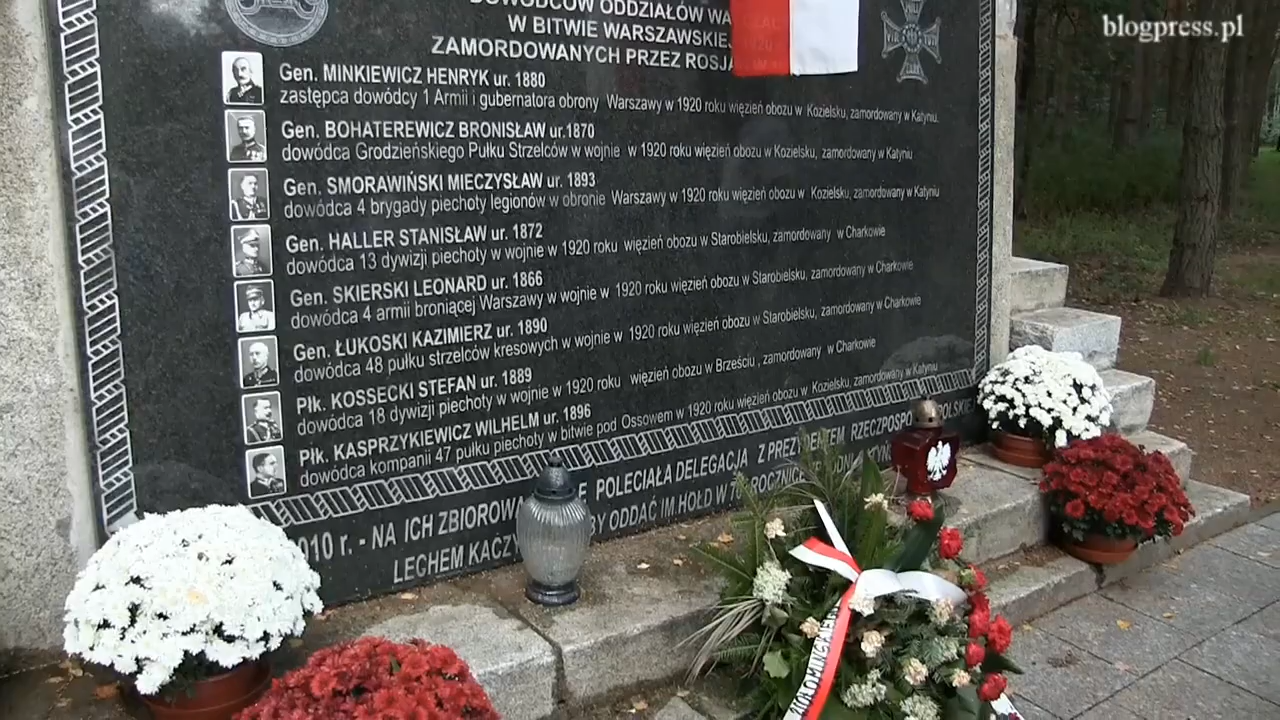 blogpress.pl
DOWÓDCÓW ODDZIAŁÓW
W BITWIE WARSZAWSKIEJ
ZAMORDOWANYCH PRZEZ
Gen. MINKIEWICZ HENRYK ur. 1880
zastępca dowódcy 1 Armii i gubernatora obrony Warszawy w 1920 roku więzień obozu w Kozielsku, zamordowany w Katyniu.
Gen. BOHATEREWICZ BRONISŁAW ur.1870
dowódca Grodzieńskiego Pułku Strzelców w wojnie w 1920 roku więzień obozu w Kozielsku, zamordowany w Katyniu
Gen. SMORAWIŃSKI MIECZYSŁAW ur. 1893
dowódca 4 brygady piechoty legionów w obronie Warszawy w 1920 roku więzień obozu w Kozielsku, zamordowany w Katyniu
Gen. HALLER STANISŁAW ur. 1872
dowódca 13 dywizji piechoty w wojnie w 1920 roku więzień obozu w Starobielsku, zamordowany w Charkowie
Gen. SKIERSKI LEONARD ur. 1866
dowódca 4 armii broniącej Warszawy w wojnie w 1920 roku więzień obozu w Starobielsku, zamordowany w Charkowie
Gen. ŁUKOSKI KAZIMIERZ ur. 1890
dowódca 48 pułku strzelców kresowych w wojnie w 1920 roku więzień obozu w Starobielsku, zamordowany w Charkowie
Płk. KOSSECKI STEFAN ur. 1889
dowódca 18 dywizji piechoty w wojnie w 1920 roku więzień obozu w Brześciu , zamordowany w Charkowie
Płk. KASPRZYKIEWICZ WILHELM ur. 1896
dowódca kompanii 47 pułku piechoty w bitwie pod Ossowem w 1920 roku więzień obozu w Kozielsku, zamordowany w Katyniu
010 r. - NA ICH POLECIAŁA DELEGACJA Z PREZYDENTEM POLSKIEJ
LECHEM BY ODDAĆ IM HOŁD W